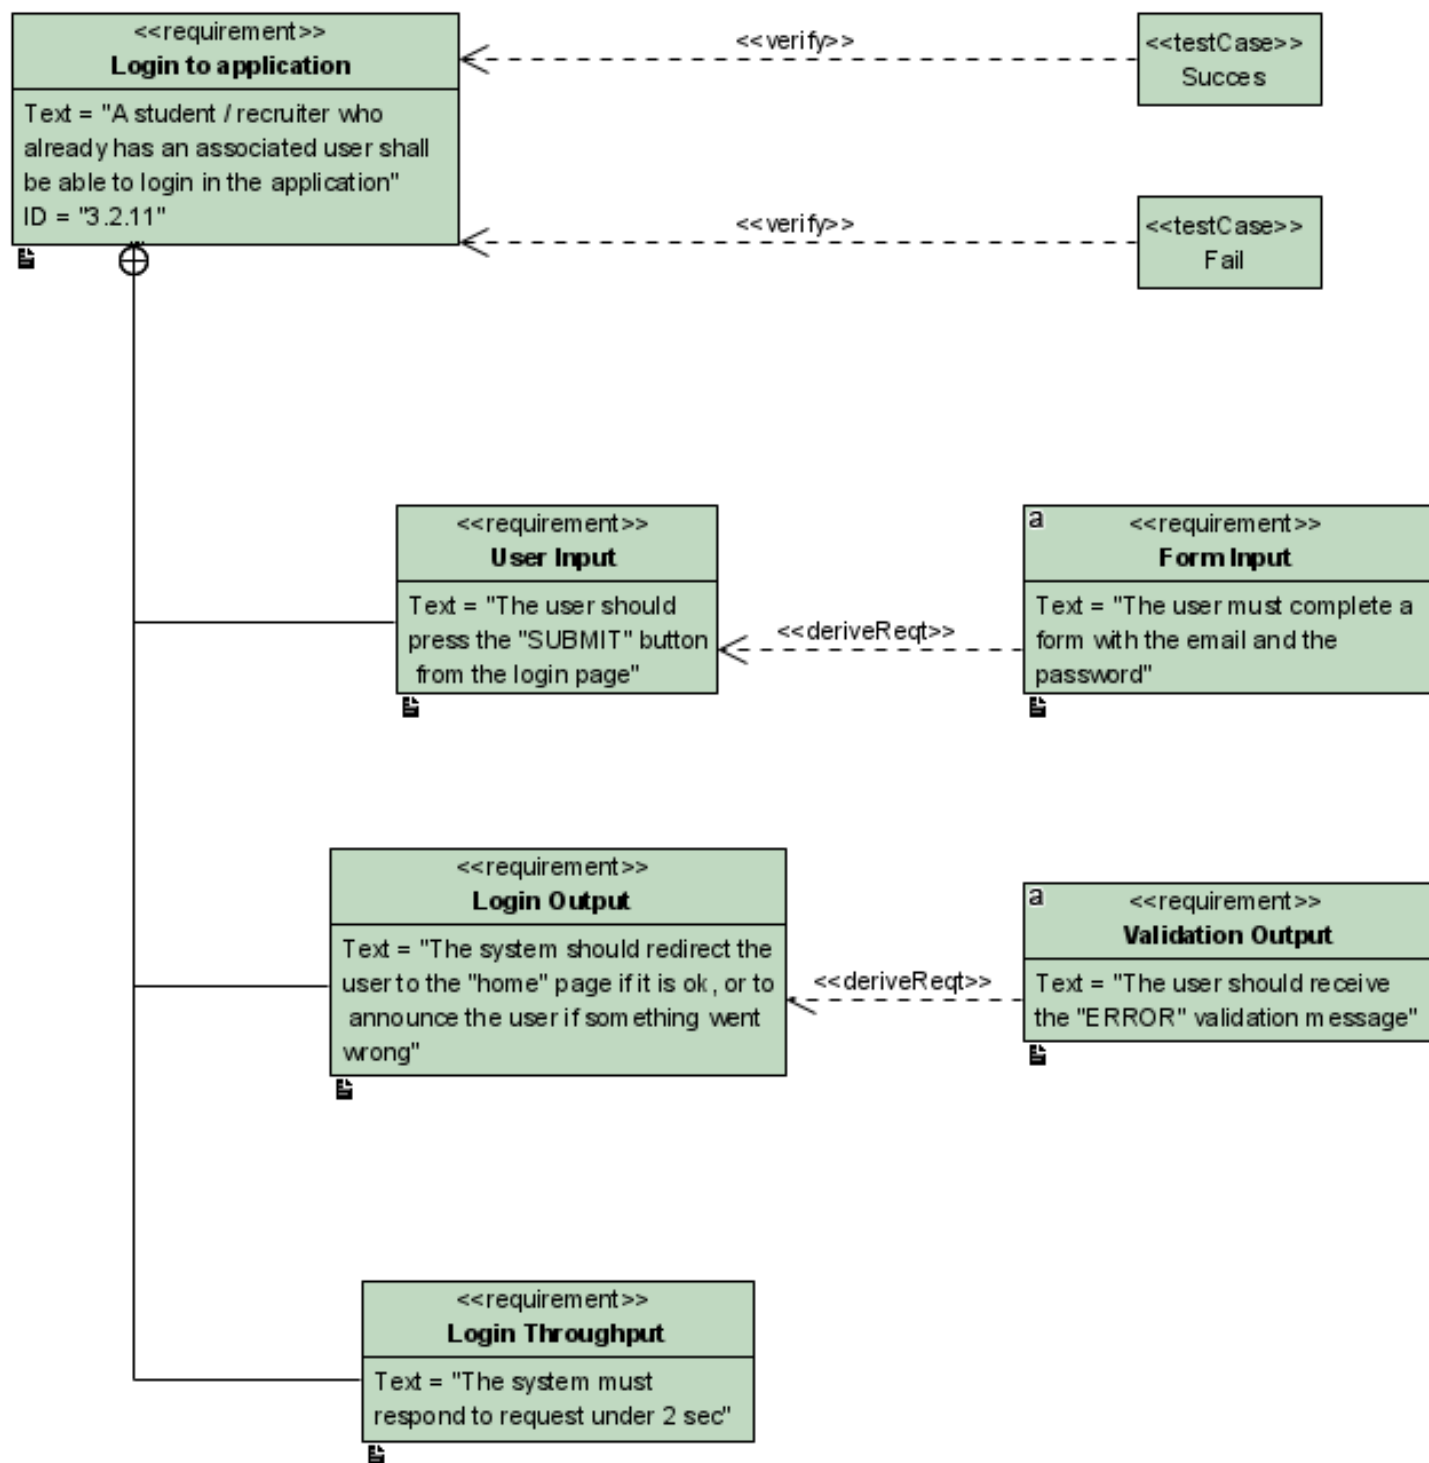 <<requirement>>
Login to application
Text = "A student / recruiter who
already has an associated user shall
be able to login in the application"
ID = "3.2.11"
<<verify>>
<<testCase>>
Succes
<<verify>>
<<testCase>>
Fail
<<requirement>>
User Input
Text = "The user should
press the "SUBMIT" button
from the login page"
<<deriveReqt>>
a
<<requirement>>
Form Input
Text = "The user must complete a
form with the email and the
password"
<<requirement>>
Login Output
Text = "The system should redirect the
user to the "home" page if it is ok, or to
announce the user if something went
wrong"
<<deriveReqt>>
a
<<requirement>>
Validation Output
Text = "The user should receive
the "ERROR" validation message"
<<requirement>>
Login Throughput
Text = "The system must
respond to request under 2 sec"